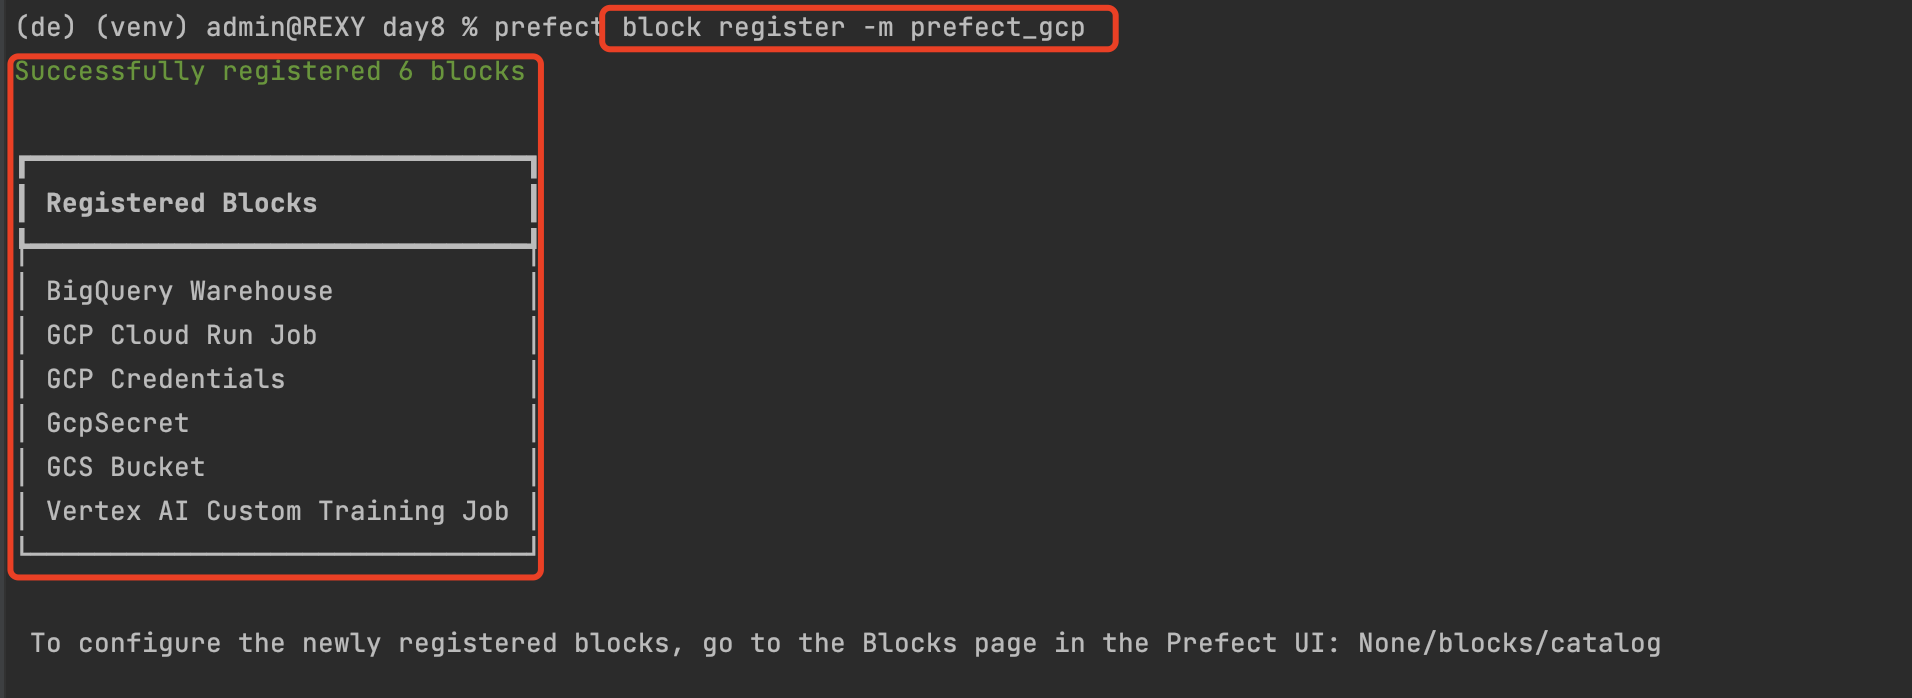 (de) (venv) admin@REXY day8 % prefect block register -m prefect_gcp
Successfully registered 6 blocks
Registered Blocks
BigQuery Warehouse
GCP Cloud Run Job
GCP Credentials
GcpSecret
GCS Bucket
Vertex AI Custom Training Job
To configure the newly registered blocks, go to the Blocks page in the Prefect UI: None/blocks/catalog